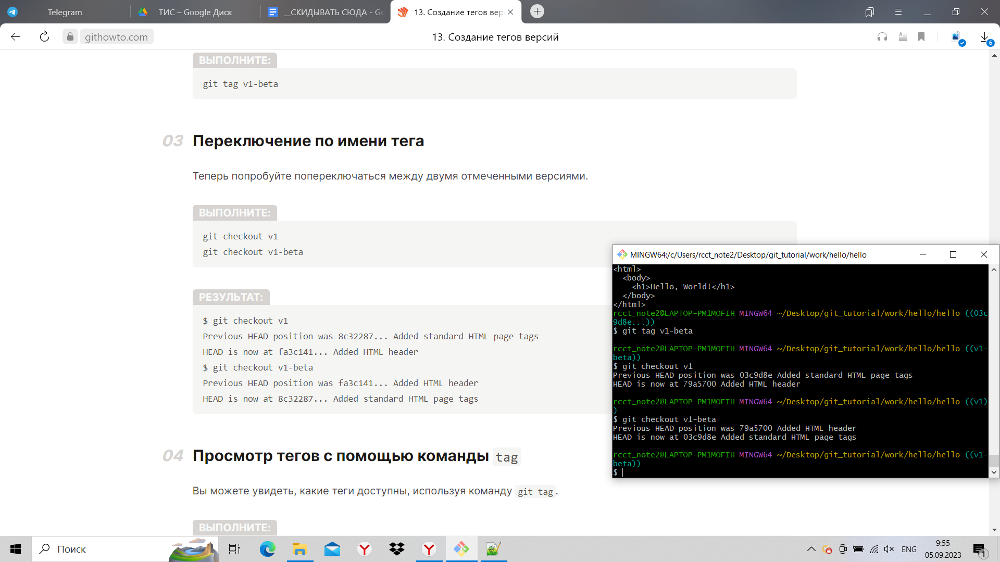 Telegram
ТИС – Google Диск
__СКИДЫВАТЬ СЮДА - Go
13. Создание тегов вер
githowto.com
13. Создание тегов версий
6
ВЫПОЛНИТЕ:
git tag v1-beta
03 Переключение по имени тега
Теперь попробуйте попереключаться между двумя отмеченными версиями.
ВЫПОЛНИТЕ:
git checkout v1
git checkout v1-beta
РЕЗУЛЬТАТ:
$ git checkout v1
Previous HEAD position was 8c32287... Added standard HTML page tags
HEAD is now at fa3c141... Added HTML header
$ git checkout v1-beta
Previous HEAD position was fa3c141... Added HTML header
HEAD is now at 8c32287... Added standard HTML page tags
04 Просмотр тегов с помощью команды tag
Вы можете увидеть, какие теги доступны, используя команду git tag.
ВЫПОЛНИТЕ:
MINGW64:/c/Users/rcct_note2/Desktop/git_tutorial/work/hello/hello
<html>
  <body>
    <h1>Hello, World!</h1>
  </body>
</html>
rcct_note2@LAPTOP-PM1MOFIH MINGW64 ~/Desktop/git_tutorial/work/hello/hello ((03c
9d8e...))
$ git tag v1-beta
rcct_note2@LAPTOP-PM1MOFIH MINGW64 ~/Desktop/git_tutorial/work/hello/hello ((v1-
beta))
$ git checkout v1
Previous HEAD position was 03c9d8e Added standard HTML page tags
HEAD is now at 79a5700 Added HTML header
rcct_note2@LAPTOP-PM1MOFIH MINGW64 ~/Desktop/git_tutorial/work/hello/hello ((v1)
)
$ git checkout v1-beta
Previous HEAD position was 79a5700 Added HTML header
HEAD is now at 03c9d8e Added standard HTML page tags
rcct_note2@LAPTOP-PM1MOFIH MINGW64 ~/Desktop/git_tutorial/work/hello/hello ((v1-
beta))
$
Поиск
ENG
9:55
05.09.2023
1